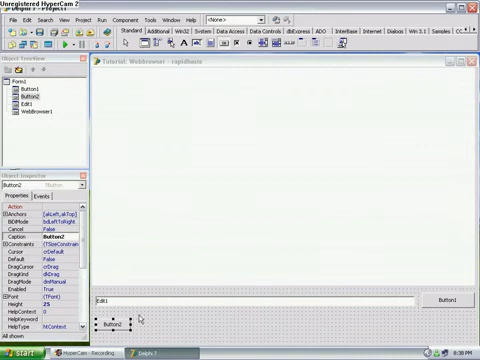 Unregistered HyperCam 2
Delphi 7 - Project1
File Edit Search View Project Run Component Tools Window Help <None>
Standard Additional Win32 System Data Access Data Controls dbExpress ADO InterBase Internet Dialogs Win 3.1 Samples
Object TreeView
Form1
Button1
Button2
Edit1
WebBrowser1
Tutorial: Webbrowser -
Object Inspector
Button2 TButton
Properties Events
Action
Anchors [akLeft,akTop]
BiDiMode bdLeftToRight
Cancel False
Caption Button2
Constraints (TSizeConstrain
Cursor crDefault
Default False
DragCursor crDrag
DragKind dkDrag
DragMode dmManual
Enabled True
Font (TFont)
Height 25
HelpContext 0
HelpKeyword
HelpType htContext
All shown
Edit1
Button1
Button2
start
HyperCam - Recording
Delphi 7
8:38 PM